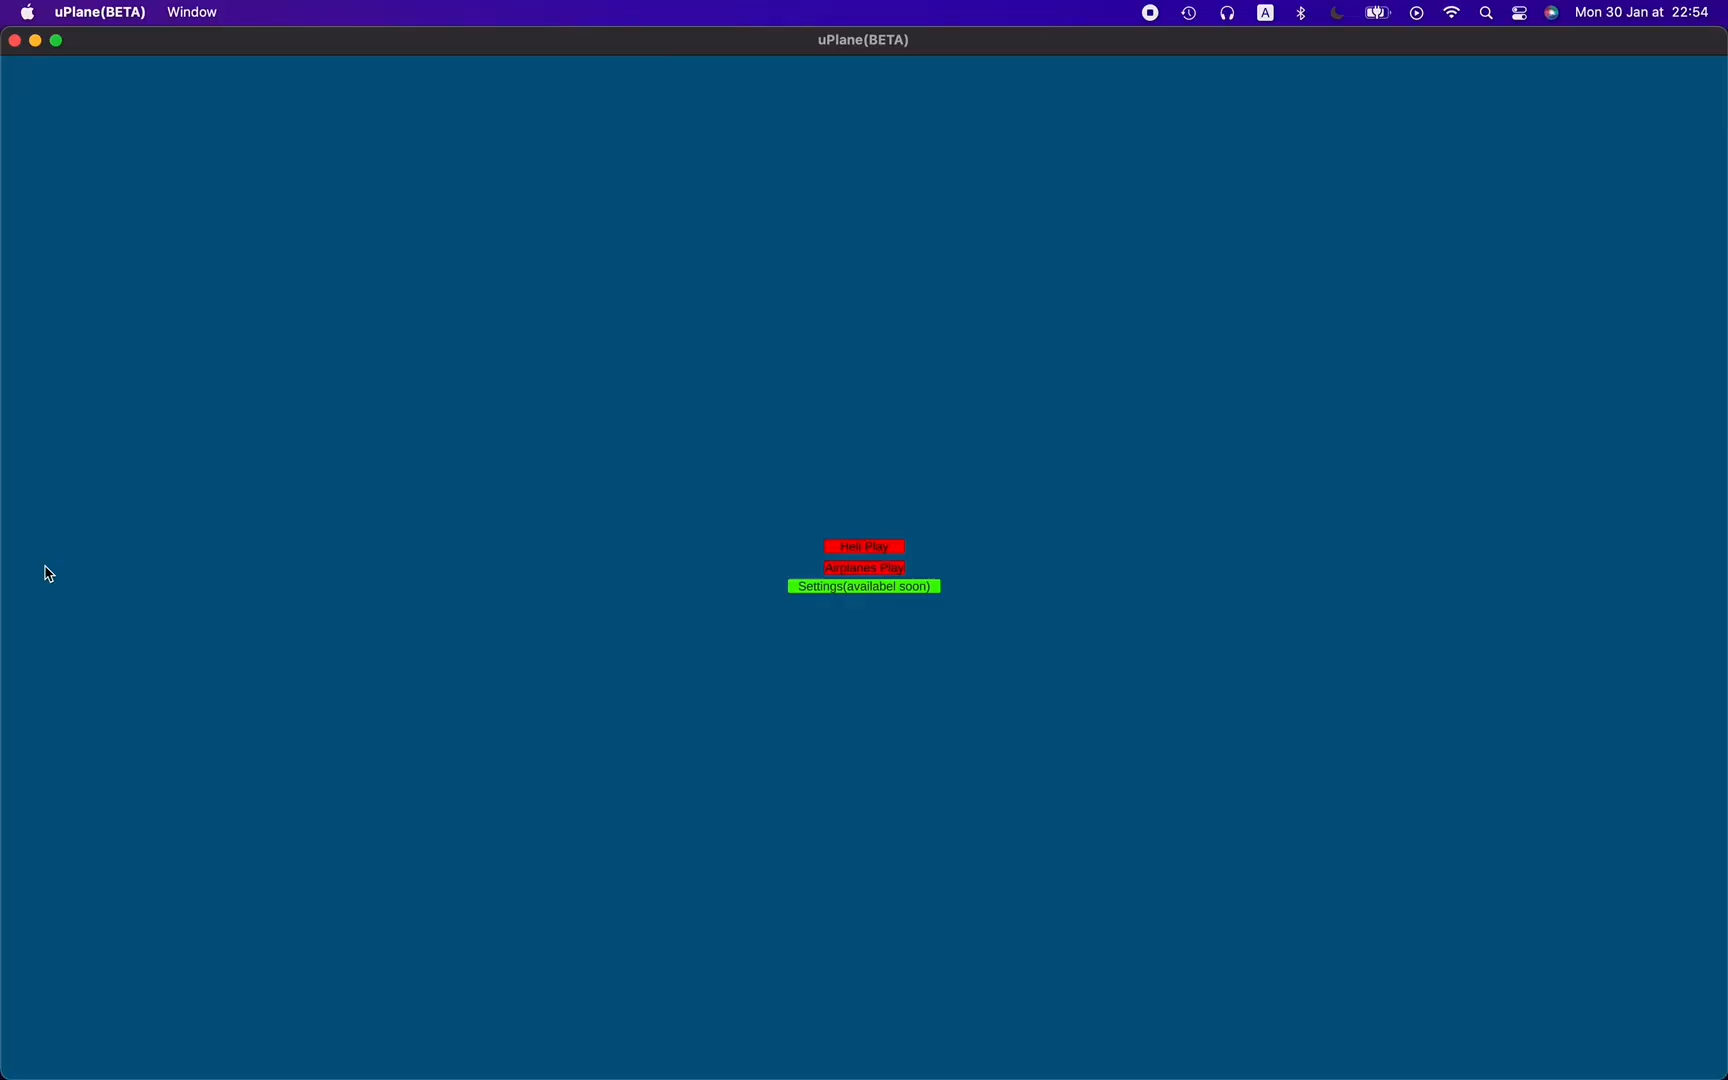 uPlane(BETA) Window A Mon 30 Jan at 22:54
uPlane(BETA)
Heli Play
Airplanes Play
Settings(availabel soon)